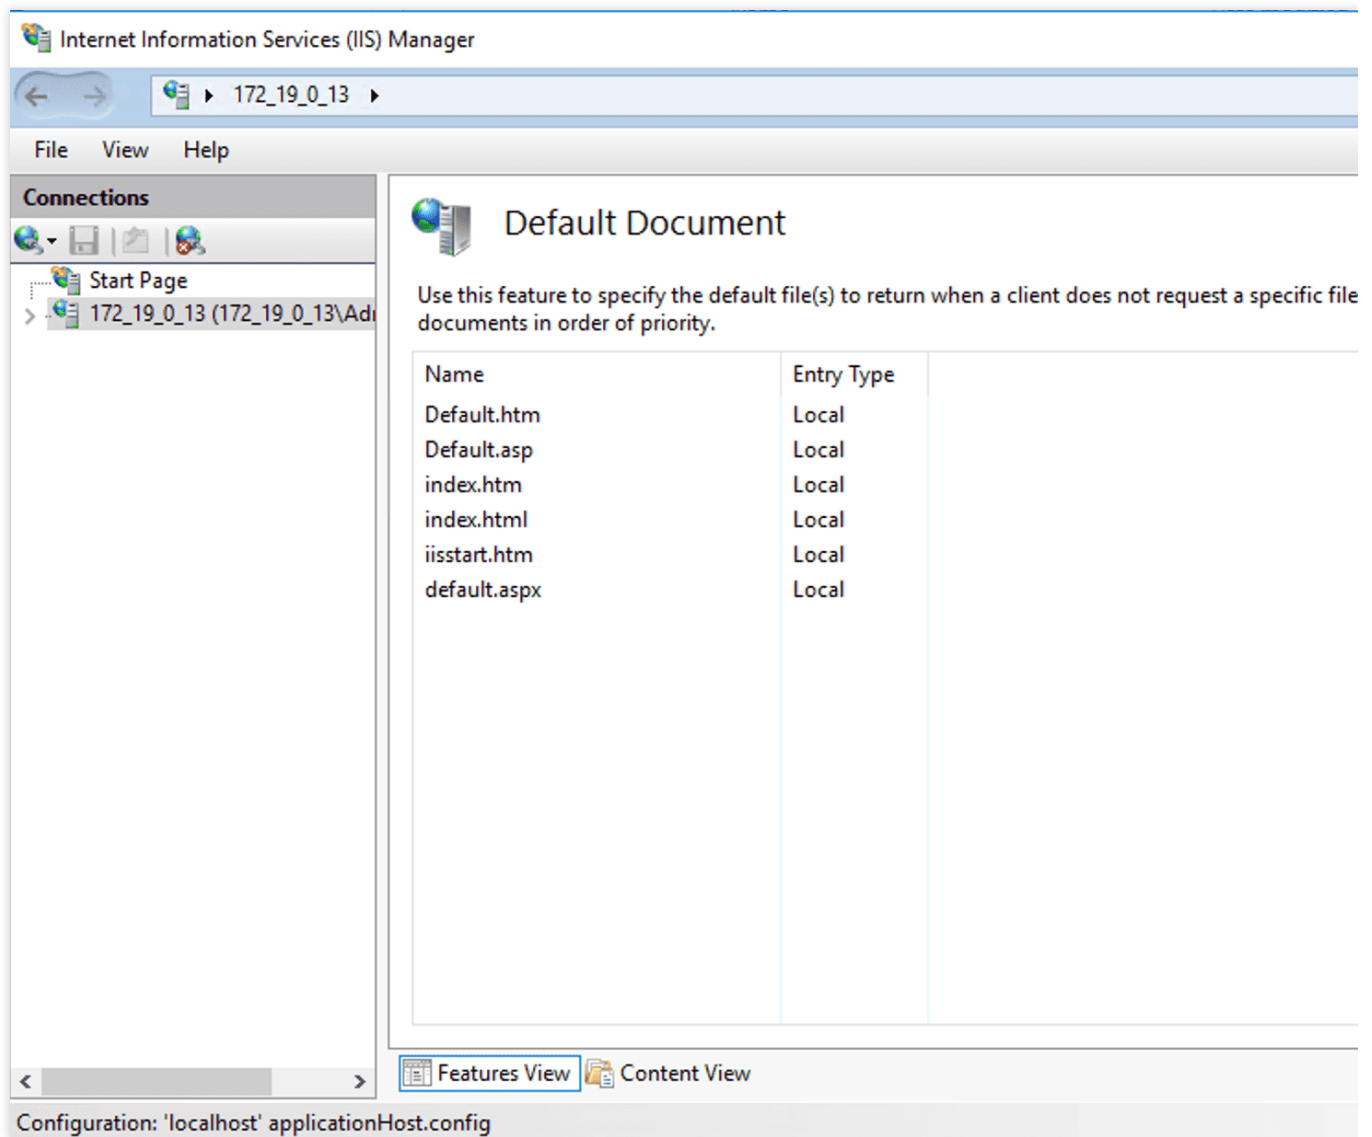 Internet Information Services (IIS) Manager
172_19_0_13
File View Help
Connections
Start Page
172_19_0_13 (172_19_0_13\Adı
Default Document
Use this feature to specify the default file(s) to return when a client does not request a specific file
documents in order of priority.
Name Entry Type
Default.htm Local
Default.asp Local
index.htm Local
index.html Local
iisstart.htm Local
default.aspx Local
Features View Content View
Configuration: 'localhost' applicationHost.config